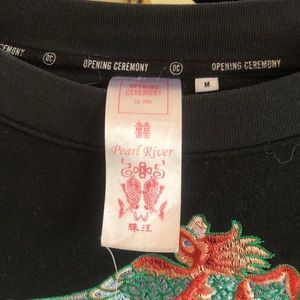 OPENING CEREMONY
OC
OPENING CEREMONY
M
OPENING
CEREMONY
囍
Pearl River
珠江